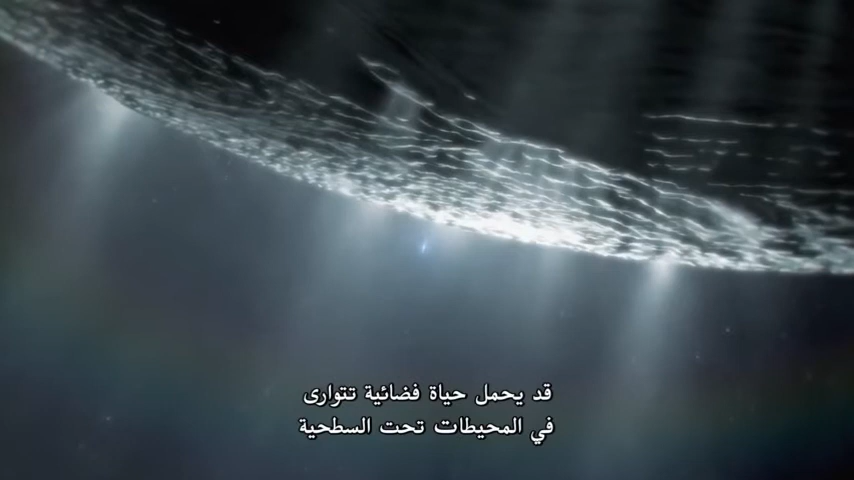 قد يحمل حياة فضائية تتوارى
في المحيطات تحت السطحية